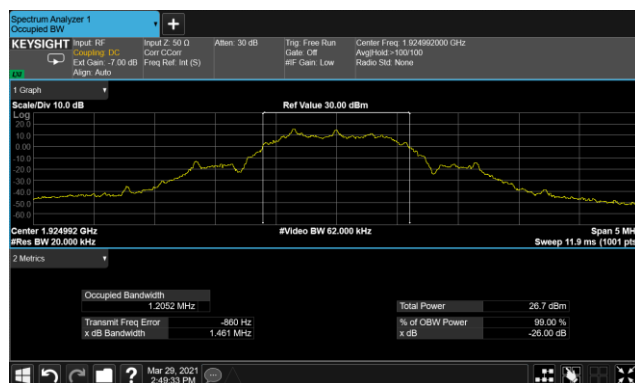 Spectrum Analyzer 1
Occupied BW
KEYSIGHT Input: RF Input Z: 50 Ω Atten: 30 dB Trig: Free Run Center Freq: 1.924992000 GHz
Coupling: DC Corr CCorr Gate: Off Avg|Hold:>100/100
Ext Gain: -7.00 dB Freq Ref: Int (S) #IF Gain: Low Radio Std: None
Align: Auto
1 Graph
Scale/Div 10.0 dB Ref Value 30.00 dBm
Log
20.0
10.0
0.00
-10.0
-20.0
-30.0
-40.0
-50.0
-60.0
Center 1.924992 GHz #Video BW 62.000 kHz Span 5 MH
#Res BW 20.000 kHz Sweep 11.9 ms (1001 pts
2 Metrics
Occupied Bandwidth
1.2052 MHz Total Power 26.7 dBm
Transmit Freq Error -860 Hz % of OBW Power 99.00 %
x dB Bandwidth 1.461 MHz x dB -26.00 dB
Mar 29, 2021
2:49:33 PM